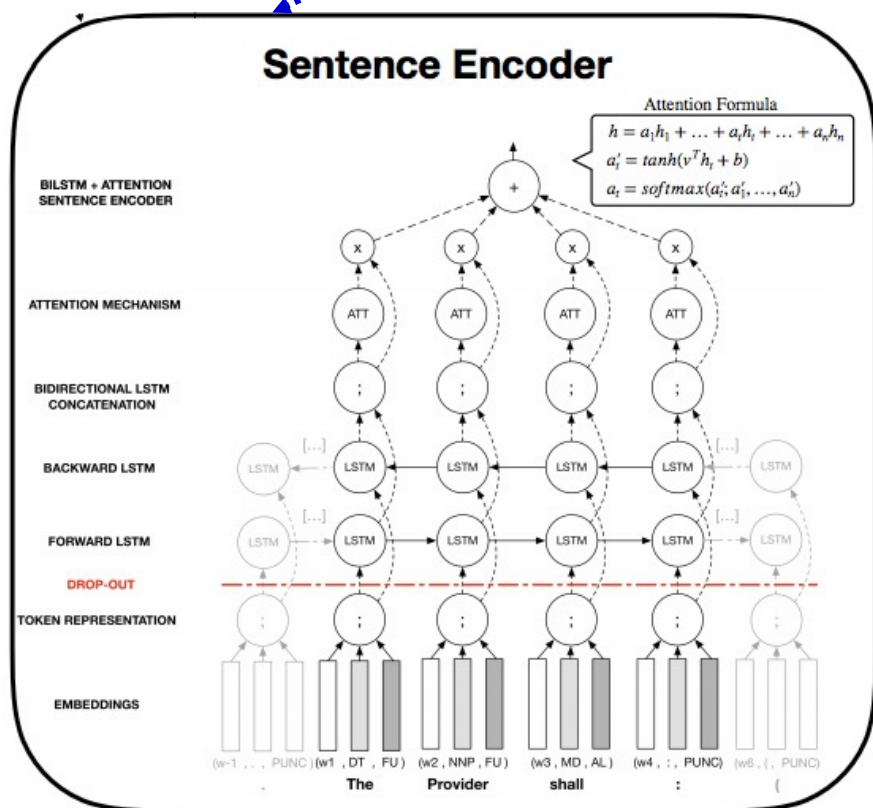 Sentence Encoder
Attention Formula
h = a₁h₁ + … + aₜhₜ + … + aₙhₙ
a′ₜ = tanh(vᵀhₜ + b)
aₜ = softmax(a′ₜ; a′₁, …, a′ₙ)
BILSTM + ATTENTION
SENTENCE ENCODER
+
x x x x
ATTENTION MECHANISM
ATT ATT ATT ATT
BIDIRECTIONAL LSTM
CONCATENATION
; ; ; ;
[...] [...]
BACKWARD LSTM
LSTM LSTM LSTM LSTM LSTM LSTM
[...] [...]
FORWARD LSTM
LSTM LSTM LSTM LSTM LSTM LSTM
DROP-OUT
TOKEN REPRESENTATION
; ; ; ; ; ;
EMBEDDINGS
(w-1 , . , PUNC) (w1 , DT , FU) (w2 , NNP , FU) (w3 , MD , AL) (w4 , : , PUNC) (w6 , ( , PUNC)
. The Provider shall : (